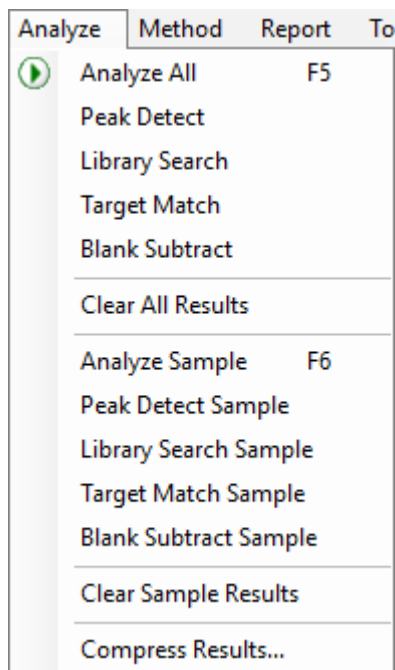 Analyze Method Report To
Analyze All F5
Peak Detect
Library Search
Target Match
Blank Subtract
Clear All Results
Analyze Sample F6
Peak Detect Sample
Library Search Sample
Target Match Sample
Blank Subtract Sample
Clear Sample Results
Compress Results...